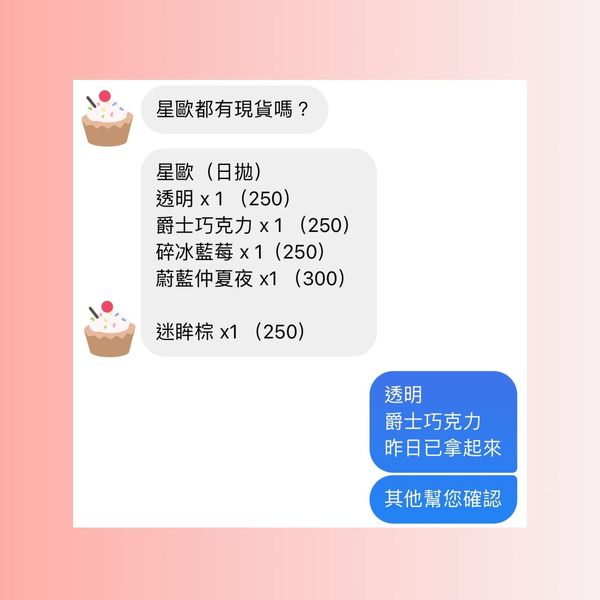 星歐都有現貨嗎？
星歐（日拋）
透明 x 1 （250）
爵士巧克力 x 1 （250）
碎冰藍莓 x 1（250）
蔚藍仲夏夜 x1 （300）
迷眸棕 x1 （250）
透明
爵士巧克力
昨日已拿起來
其他幫您確認